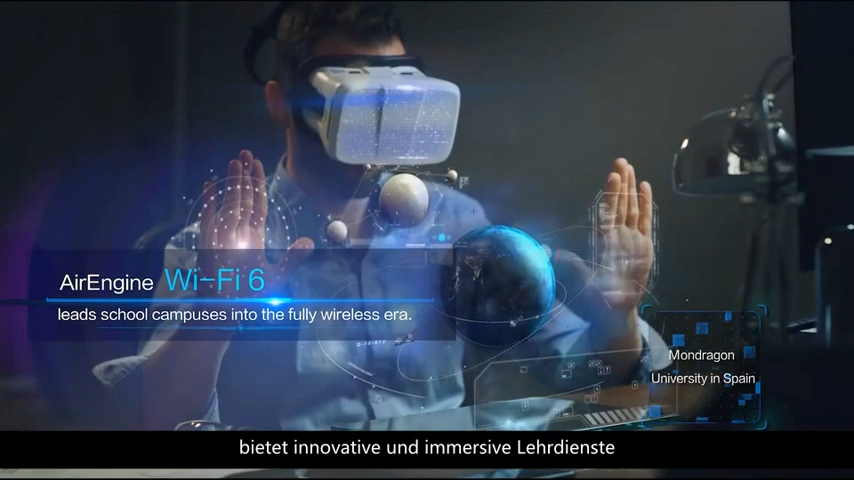 AirEngine Wi-Fi 6
leads school campuses into the fully wireless era.
Mondragon
University in Spain
bietet innovative und immersive Lehrdienste